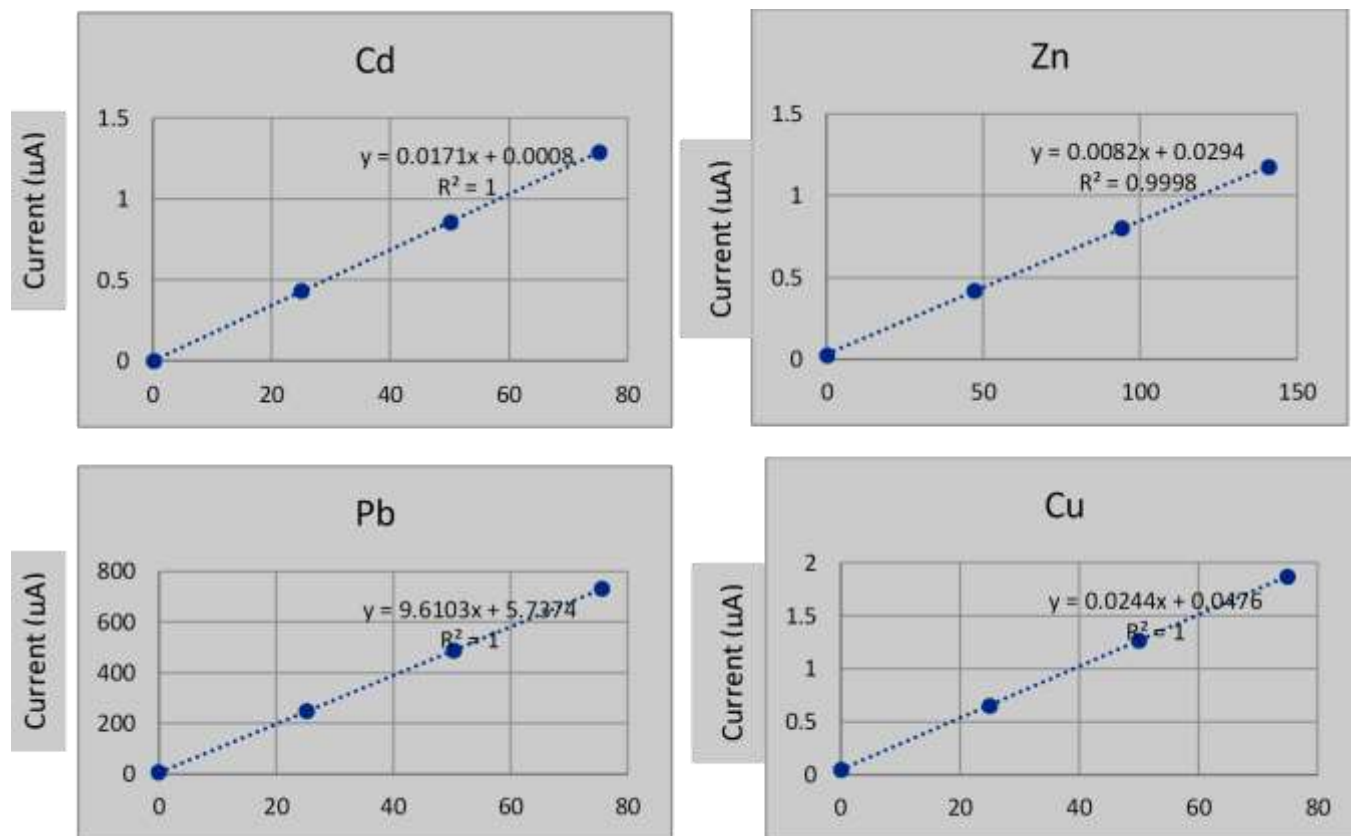 Cd
Current (uA)
1.5
1
0.5
0
0 20 40 60 80
y = 0.0171x + 0.0008
R² = 1
Zn
Current (uA)
1.5
1
0.5
0
0 50 100 150
y = 0.0082x + 0.0294
R² = 0.9998
Pb
Current (uA)
800
600
400
200
0
0 20 40 60 80
y = 9.6103x + 5.7374
R² = 1
Cu
Current (uA)
2
1.5
1
0.5
0
0 20 40 60 80
y = 0.0244x + 0.0476
R² = 1